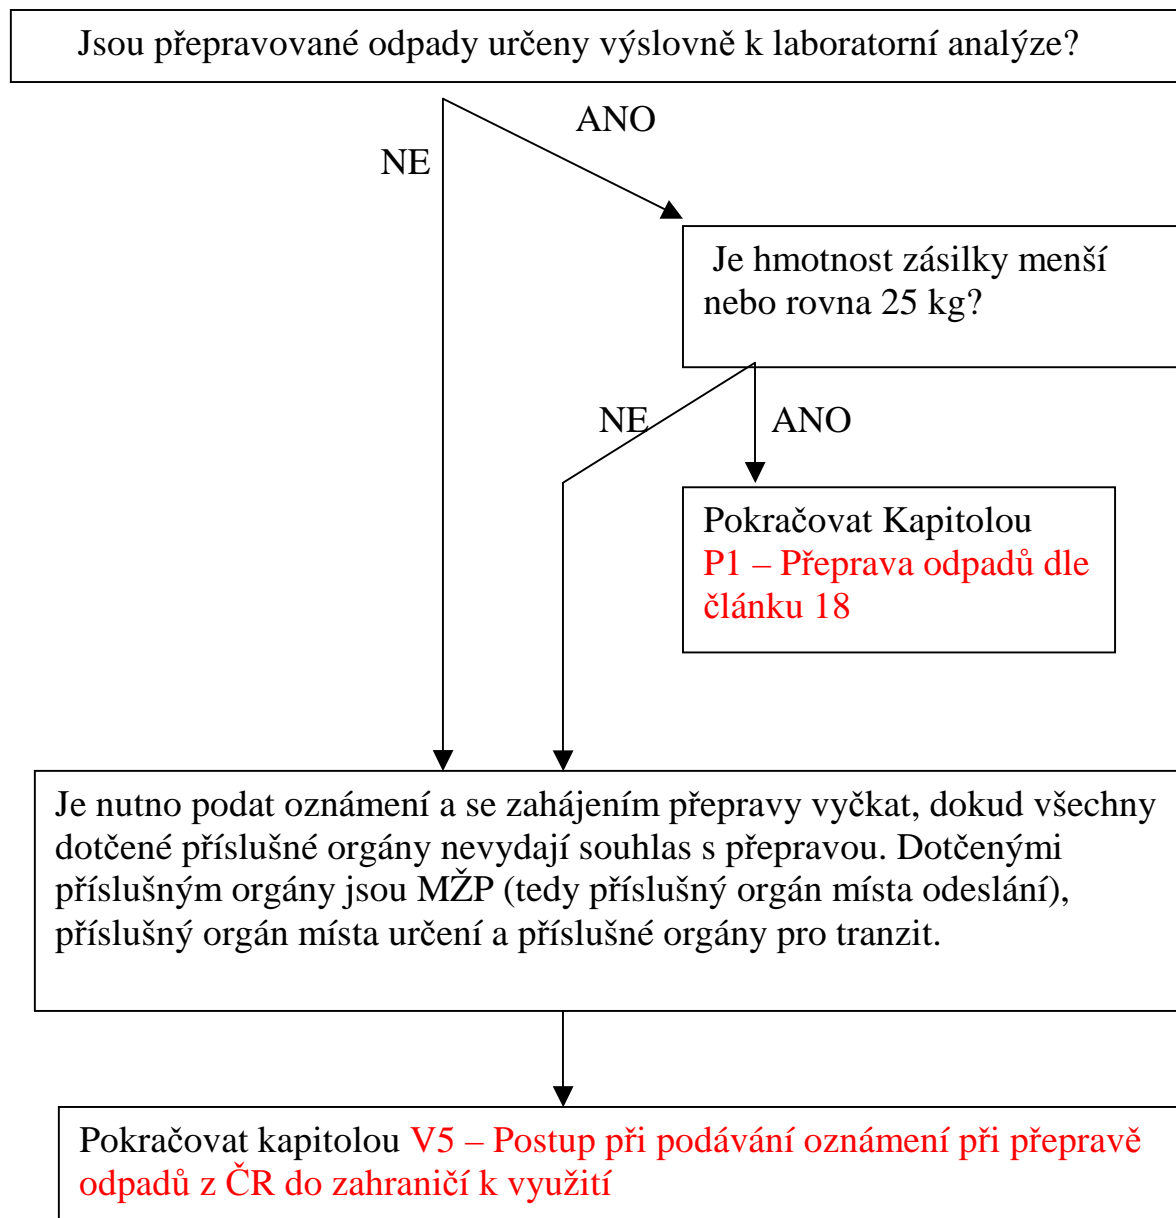 Jsou přepravované odpady určeny výslovně k laboratorní analýze?
ANO
NE
Je hmotnost zásilky menší
nebo rovna 25 kg?
NE
ANO
Pokračovat Kapitolou
P1 – Přeprava odpadů dle
článku 18
Je nutno podat oznámení a se zahájením přepravy vyčkat, dokud všechny
dotčené příslušné orgány nevydají souhlas s přepravou. Dotčenými
příslušným orgány jsou MŽP (tedy příslušný orgán místa odeslání),
příslušný orgán místa určení a příslušné orgány pro tranzit.
Pokračovat kapitolou V5 – Postup při podávání oznámení při přepravě
odpadů z ČR do zahraničí k využití